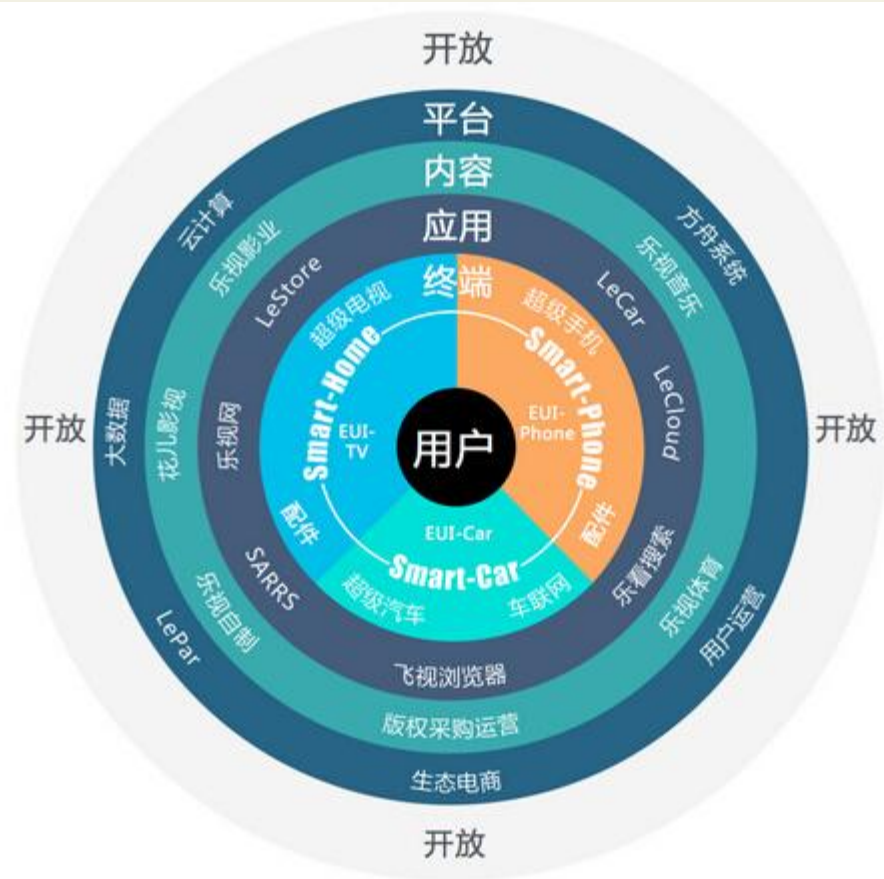 开放
平台
内容
应用
终端
云计算
方舟系统
乐视影业
乐视音乐
LeStore
LeCar
超级电视
超级手机
Smart-Home
Smart-Phone
LeCloud
开放
大数据
花儿影视
乐视网
EUI-
TV
用户
EUI-
Phone
开放
配件
EUI-Car
配件
Smart-Car
SARRS
超级汽车
车联网
乐看搜索
乐视自制
乐视体育
LePar
用户运营
飞视浏览器
版权采购运营
生态电商
开放